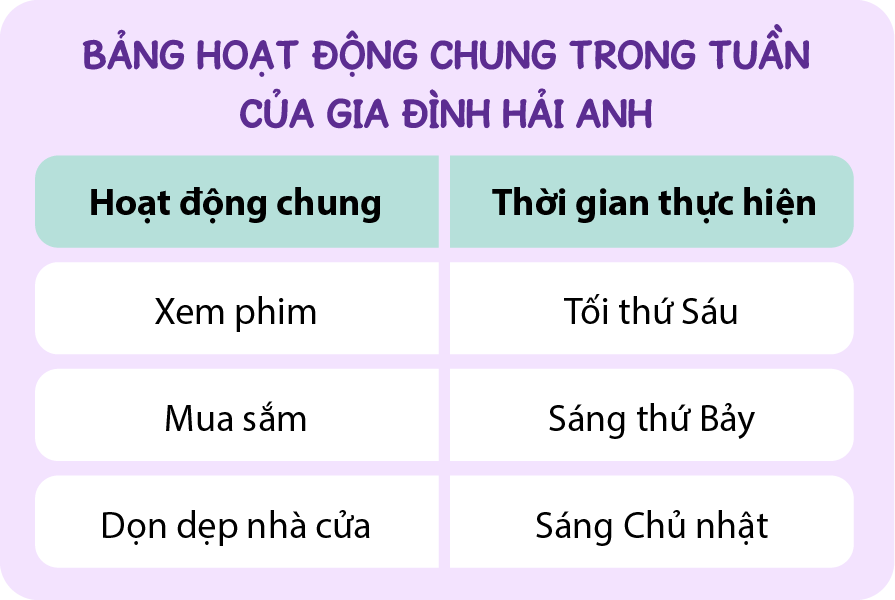 BẢNG HOẠT ĐỘNG CHUNG TRONG TUẦN
CỦA GIA ĐÌNH HẢI ANH
Hoạt động chung
Thời gian thực hiện
Xem phim
Tối thứ Sáu
Mua sắm
Sáng thứ Bảy
Dọn dẹp nhà cửa
Sáng Chủ nhật